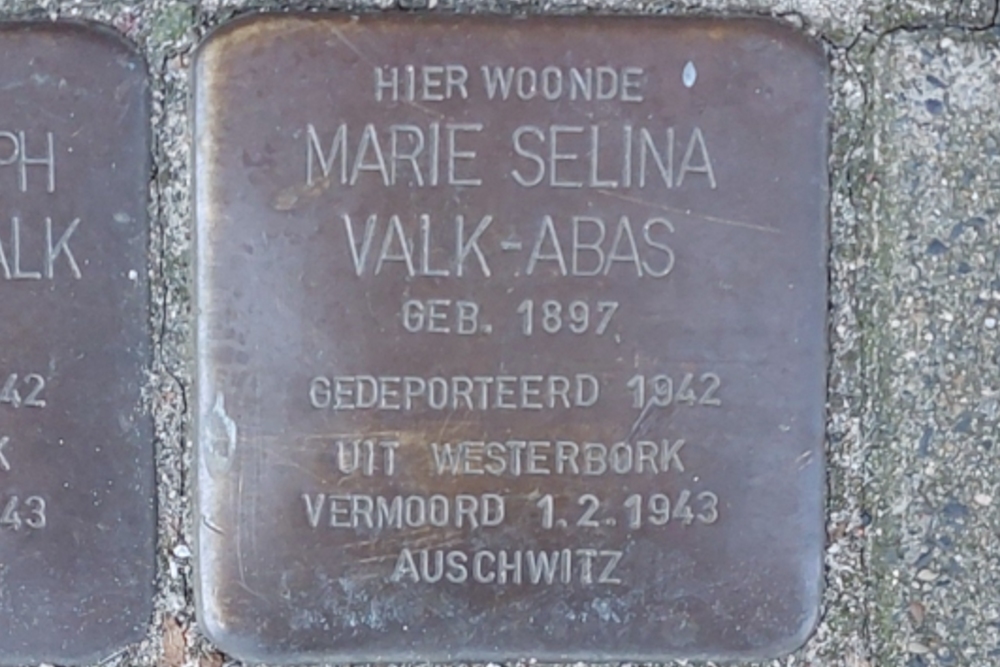 HIER WOONDE
MARIE SELINA
VALK-ABAS
GEB. 1897
GEDEPORTEERD 1942
UIT WESTERBORK
VERMOORD 1.2.1943
AUSCHWITZ